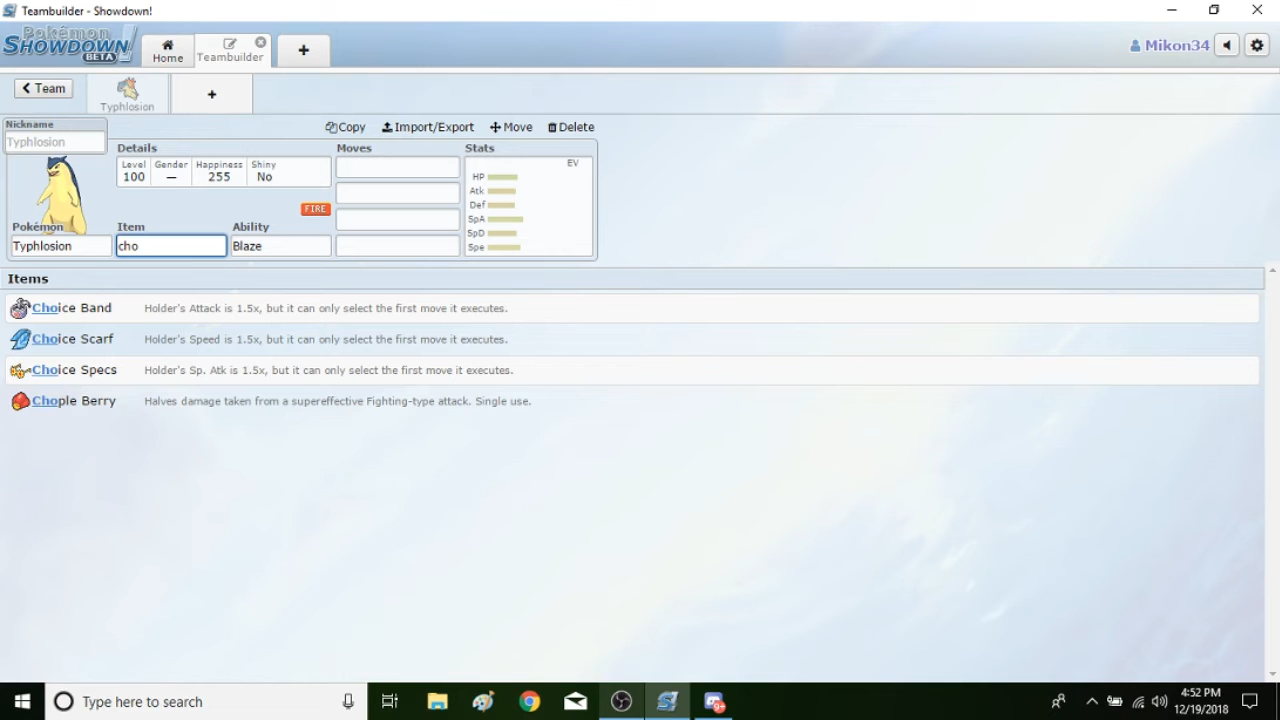 Teambuilder - Showdown!
Pokémon
SHOWDOWN
BETA
Home
Teambuilder
+
Mikon34
Team
Typhlosion
+
Nickname
Typhlosion
Copy
Import/Export
Move
Delete
Details
Moves
Stats
Level Gender Happiness Shiny
100 — 255 No
EV
HP
Atk
Def
SpA
SpD
Spe
FIRE
Pokémon
Item
Ability
Typhlosion
cho
Blaze
Items
Choice Band Holder's Attack is 1.5x, but it can only select the first move it executes.
Choice Scarf Holder's Speed is 1.5x, but it can only select the first move it executes.
Choice Specs Holder's Sp. Atk is 1.5x, but it can only select the first move it executes.
Chople Berry Halves damage taken from a supereffective Fighting-type attack. Single use.
Type here to search
9+
4:52 PM
12/19/2018